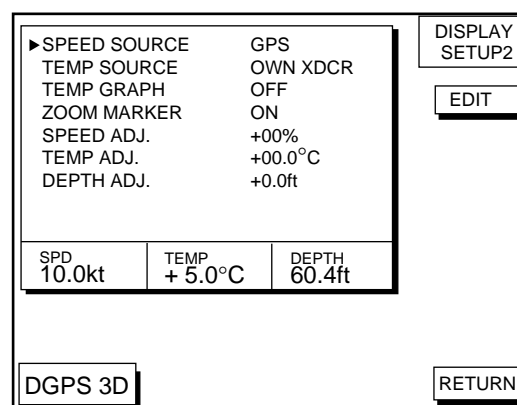 ▶SPEED SOURCE GPS
TEMP SOURCE OWN XDCR
TEMP GRAPH OFF
ZOOM MARKER ON
SPEED ADJ. +00%
TEMP ADJ. +00.0°C
DEPTH ADJ. +0.0ft
SPD TEMP DEPTH
10.0kt + 5.0°C 60.4ft
DISPLAY
SETUP2
EDIT
DGPS 3D
RETURN